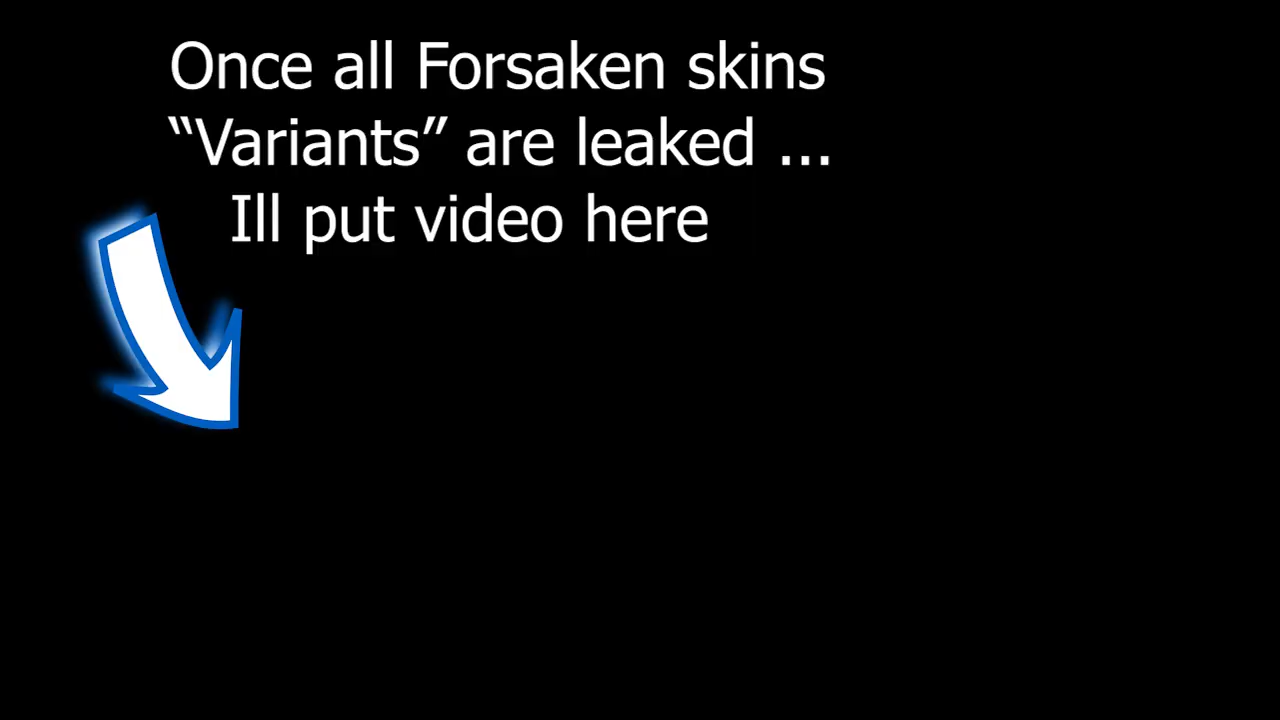 Once all Forsaken skins
“Variants” are leaked ...
Ill put video here